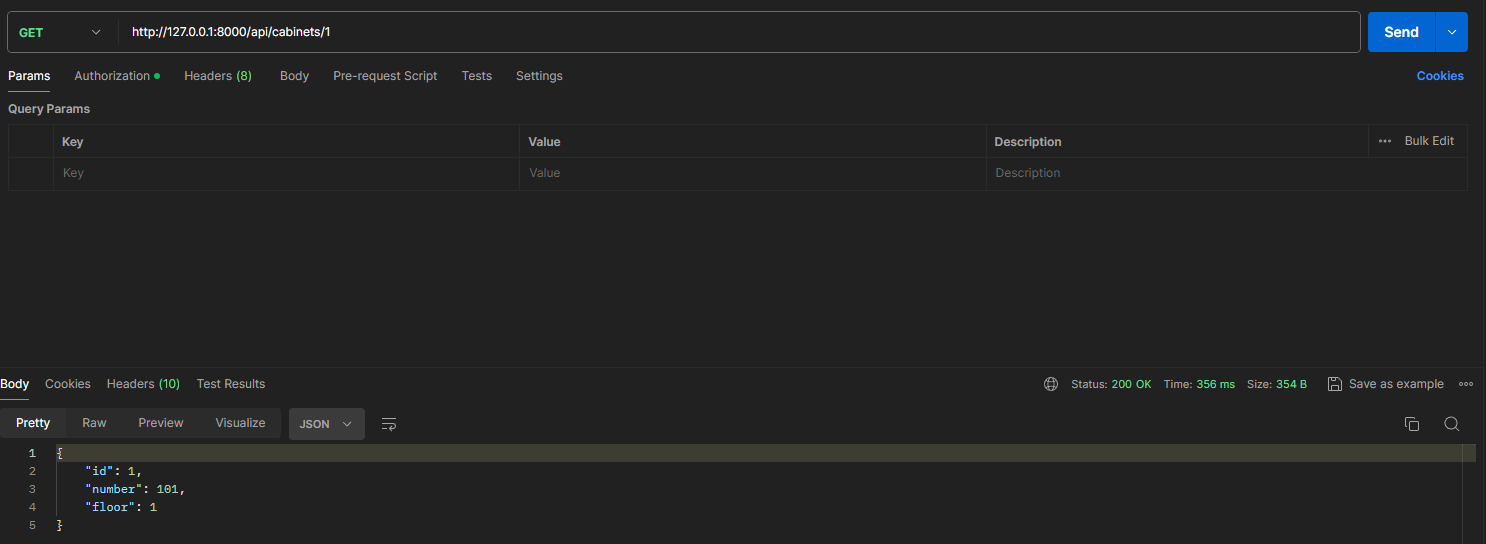 GET http://127.0.0.1:8000/api/cabinets/1 Send
Params Authorization Headers (8) Body Pre-request Script Tests Settings Cookies
Query Params
Key Value Description Bulk Edit
Key Value Description
Body Cookies Headers (10) Test Results Status: 200 OK Time: 356 ms Size: 354 B Save as example
Pretty Raw Preview Visualize JSON
1 {
2 "id": 1,
3 "number": 101,
4 "floor": 1
5 }